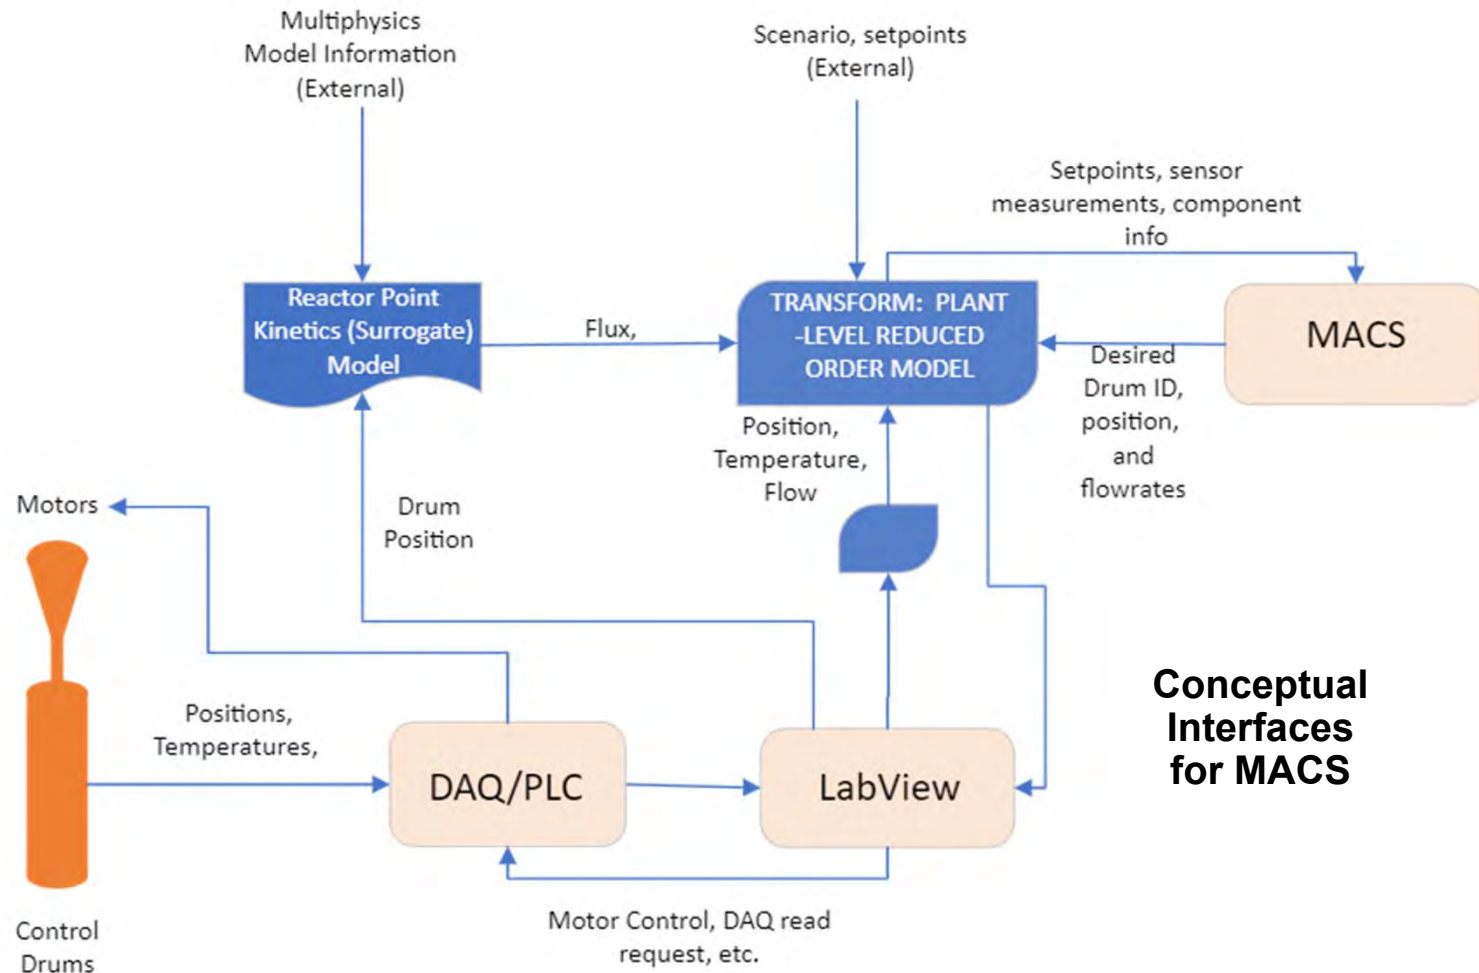 Multiphysics
Model Information
(External)
Scenario, setpoints
(External)
Setpoints, sensor
measurements, component
info
Reactor Point
Kinetics (Surrogate)
Model
Flux,
TRANSFORM:  PLANT
-LEVEL REDUCED
ORDER MODEL
MACS
Desired
Drum ID,
position,
and
flowrates
Position,
Temperature,
Flow
Motors
Drum
Position
Positions,
Temperatures,
DAQ/PLC
LabView
Conceptual
Interfaces
for MACS
Motor Control, DAQ read
request, etc.
Control
Drums